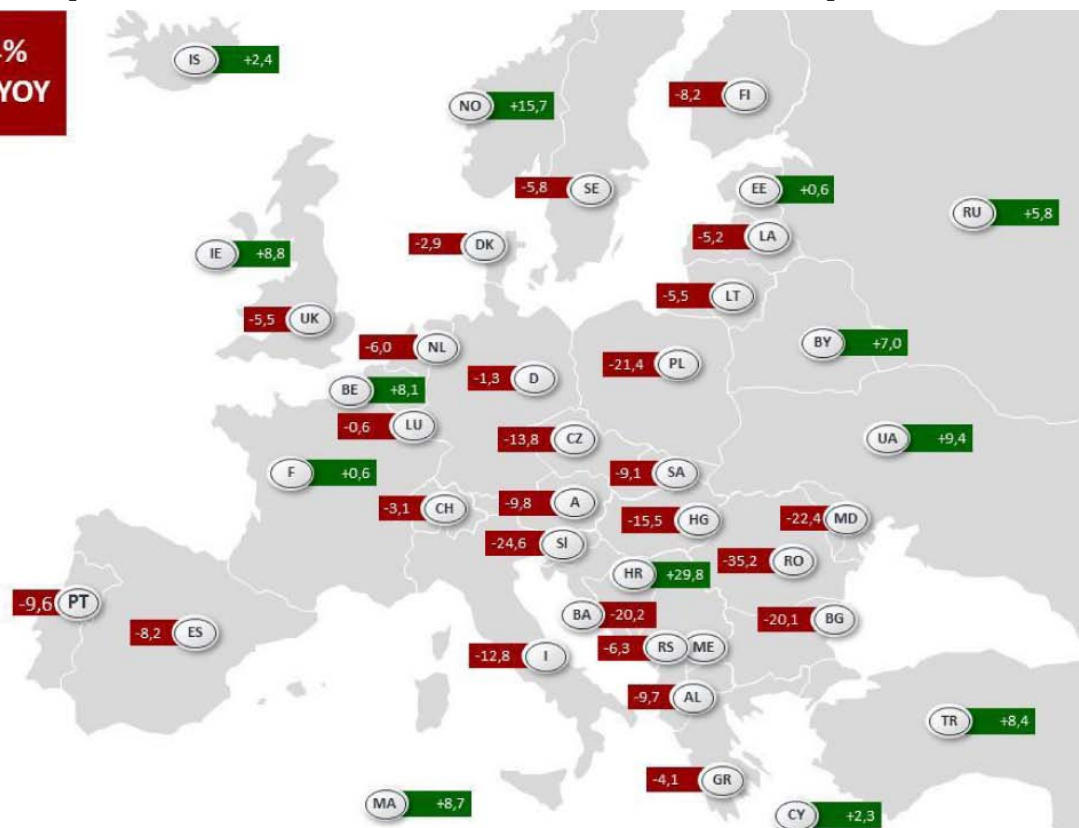 %
YOY
IS +2,4
NO +15,7
-8,2 FI
-5,8 SE
EE +0,6
RU +5,8
-5,2 LA
-2,9 DK
IE +8,8
-5,5 LT
-5,5 UK
BY +7,0
-6,0 NL
-21,4 PL
-1,3 D
BE +8,1
-0,6 LU
-13,8 CZ
UA +9,4
F +0,6
-9,1 SA
-3,1 CH
-9,8 A
-15,5 HG
-22,4 MD
-24,6 SI
-35,2 RO
HR +29,8
-9,6 PT
BA -20,2
-20,1 BG
-8,2 ES
-12,8 I
-6,3 RS ME
-9,7 AL
TR +8,4
-4,1 GR
MA +8,7
CY +2,3